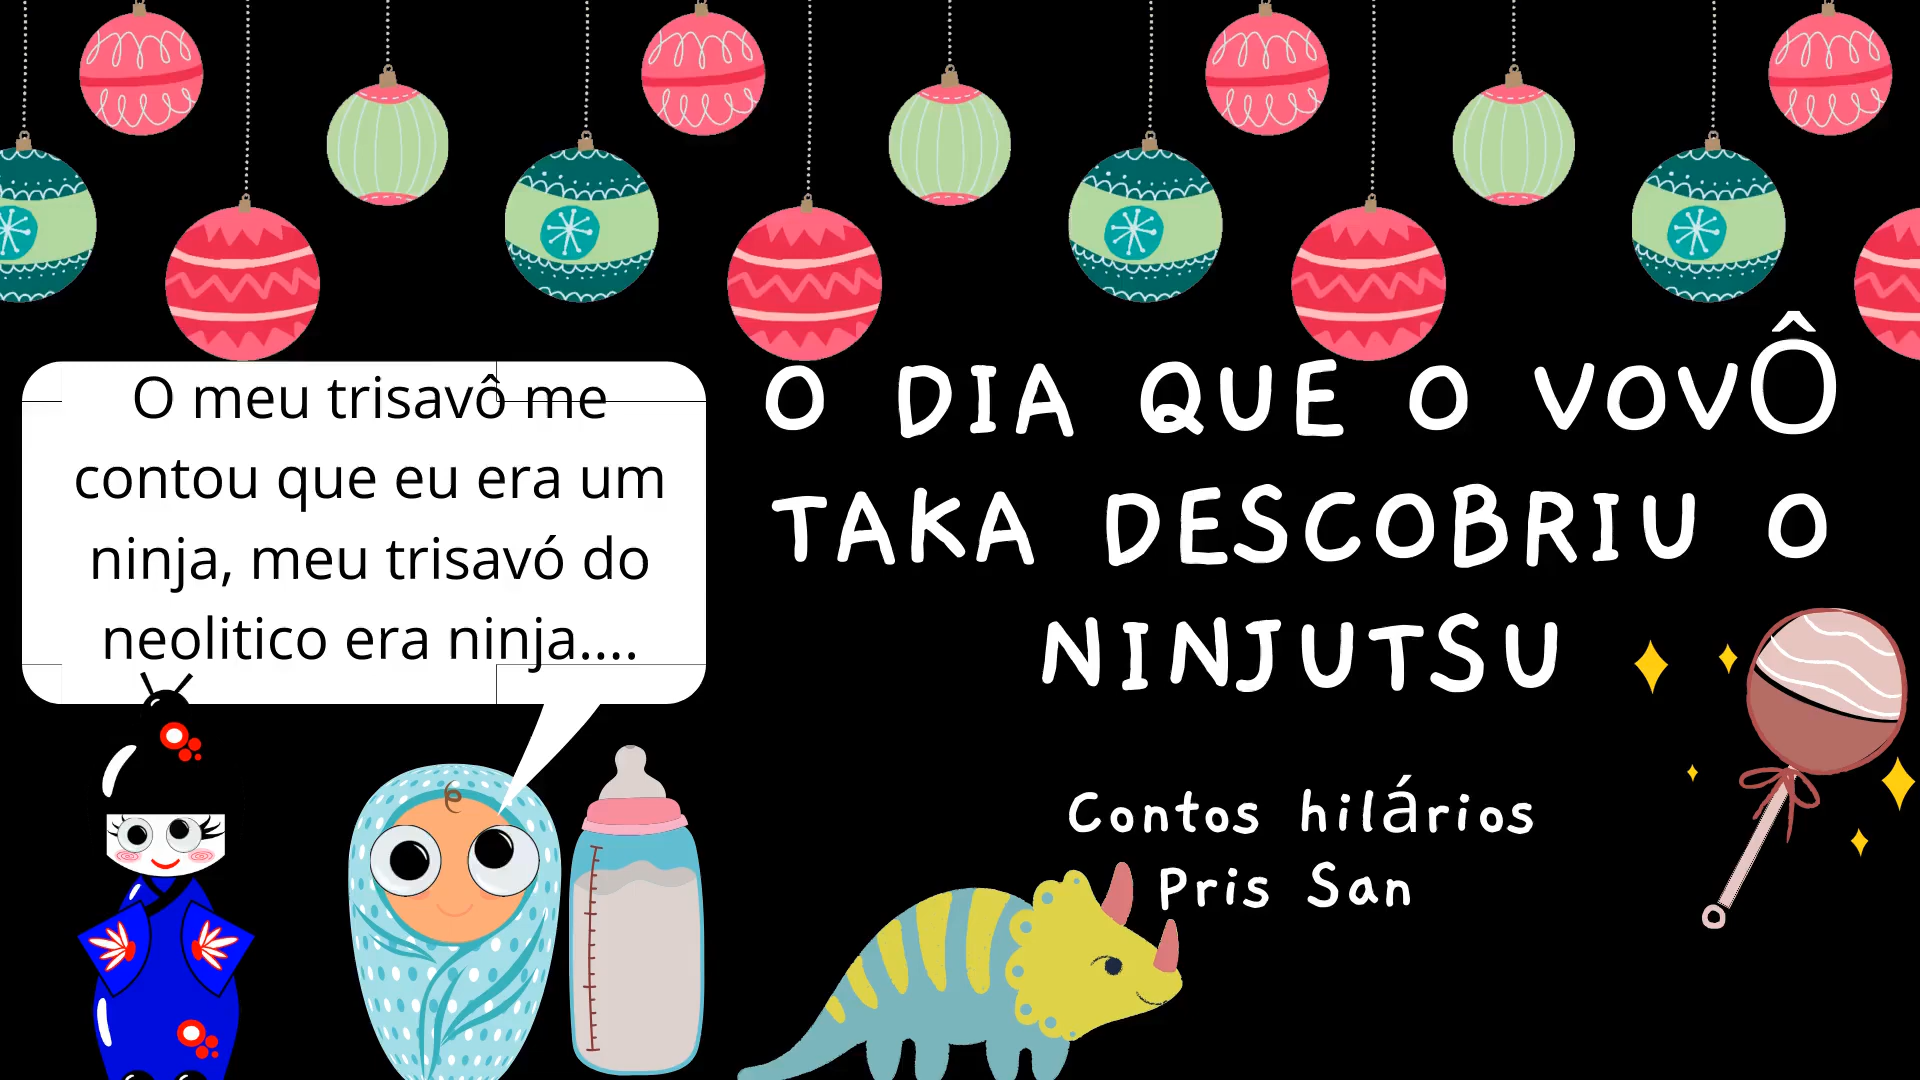 O meu trisavô me
contou que eu era um
ninja, meu trisavó do
neolitico era ninja....
O DIA QUE O VOVÔ
TAKA DESCOBRIU O
NINJUTSU
Contos hilários
Pris San